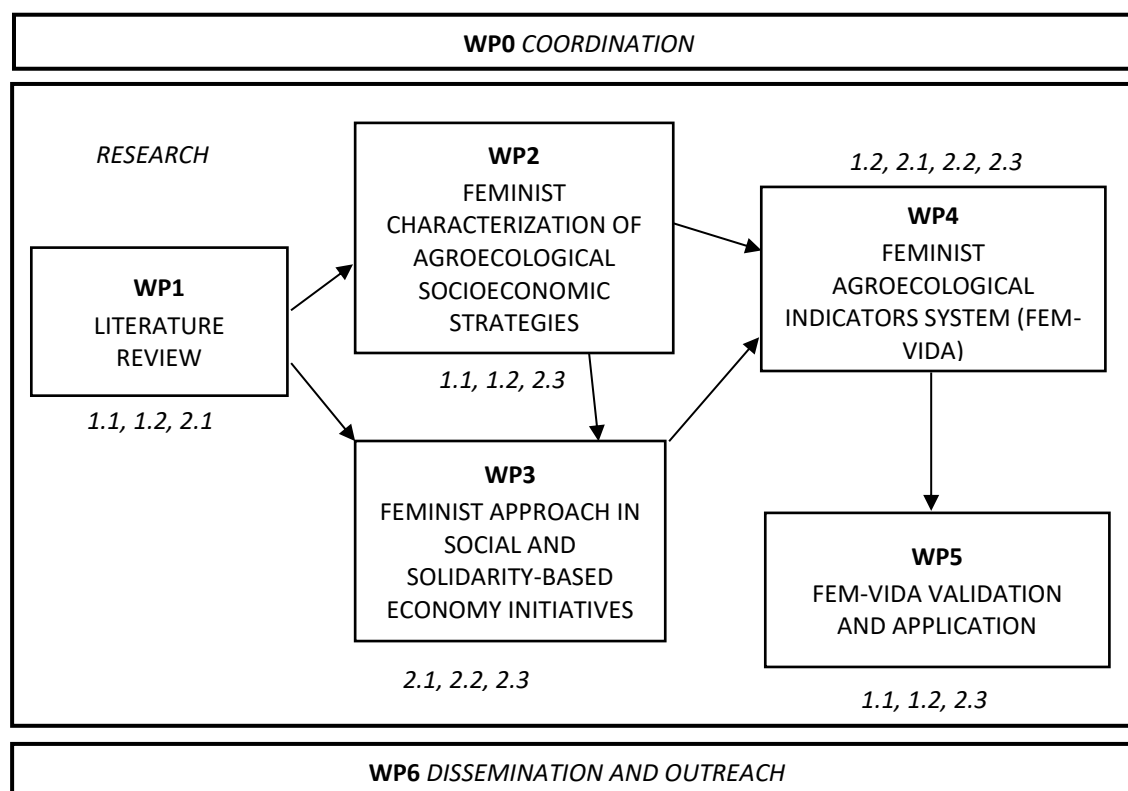 WP0 COORDINATION
RESEARCH
WP1
LITERATURE
REVIEW
1.1, 1.2, 2.1
WP2
FEMINIST
CHARACTERIZATION OF
AGROECOLOGICAL
SOCIOECONOMIC
STRATEGIES
1.1, 1.2, 2.3
WP3
FEMINIST APPROACH IN
SOCIAL AND
SOLIDARITY-BASED
ECONOMY INITIATIVES
2.1, 2.2, 2.3
1.2, 2.1, 2.2, 2.3
WP4
FEMINIST
AGROECOLOGICAL
INDICATORS SYSTEM (FEM-
VIDA)
WP5
FEM-VIDA VALIDATION
AND APPLICATION
1.1, 1.2, 2.3
WP6 DISSEMINATION AND OUTREACH